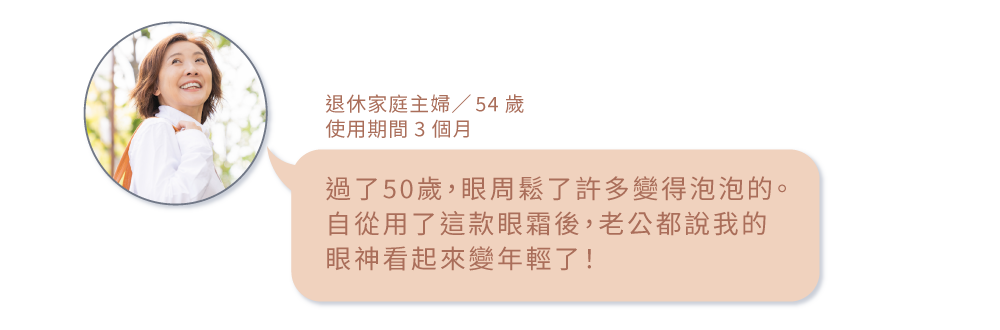 退休家庭主婦／54 歲
使用期間 3 個月
過了50歲，眼周鬆了許多變得泡泡的。
自從用了這款眼霜後，老公都說我的
眼神看起來變年輕了！